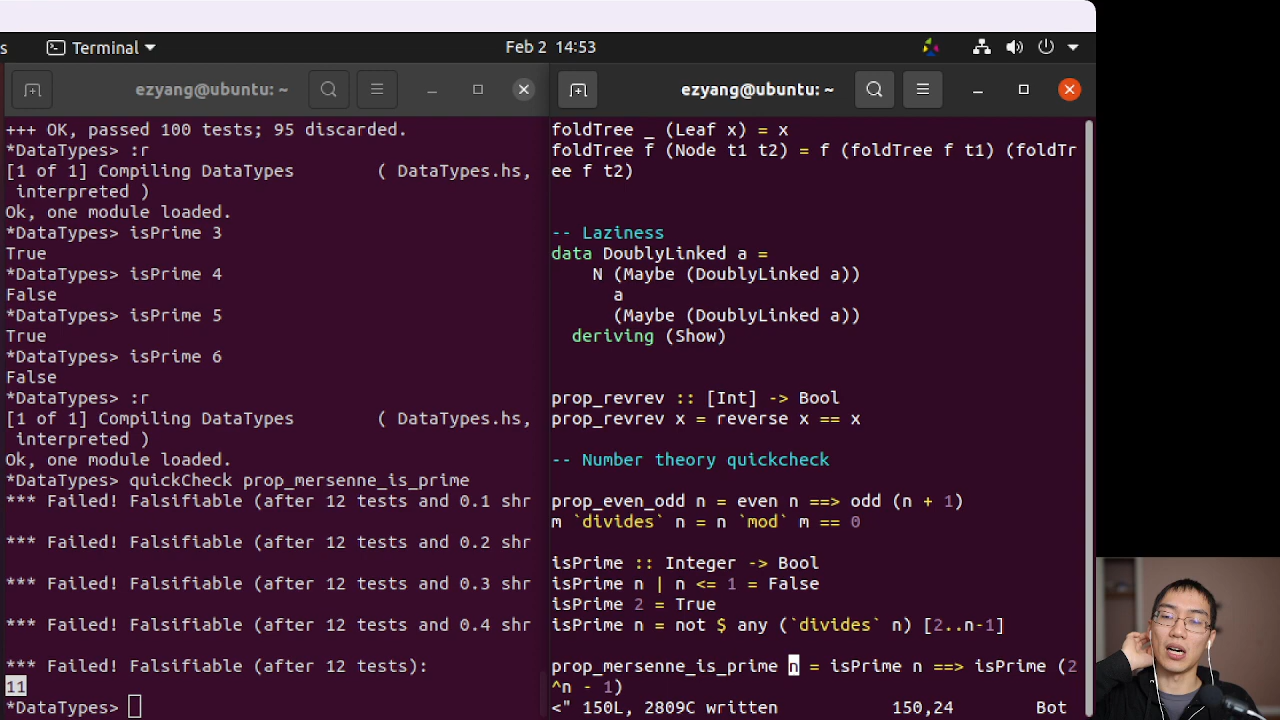 s
Terminal
Feb 2 14:53
ezyang@ubuntu: ~
+++ OK, passed 100 tests; 95 discarded.
*DataTypes> :r
[1 of 1] Compiling DataTypes        ( DataTypes.hs,
 interpreted )
Ok, one module loaded.
*DataTypes> isPrime 3
True
*DataTypes> isPrime 4
False
*DataTypes> isPrime 5
True
*DataTypes> isPrime 6
False
*DataTypes> :r
[1 of 1] Compiling DataTypes        ( DataTypes.hs,
 interpreted )
Ok, one module loaded.
*DataTypes> quickCheck prop_mersenne_is_prime
*** Failed! Falsifiable (after 12 tests and 0.1 shr
*** Failed! Falsifiable (after 12 tests and 0.2 shr
*** Failed! Falsifiable (after 12 tests and 0.3 shr
*** Failed! Falsifiable (after 12 tests and 0.4 shr
*** Failed! Falsifiable (after 12 tests):
11
*DataTypes>
ezyang@ubuntu: ~
foldTree _ (Leaf x) = x
foldTree f (Node t1 t2) = f (foldTree f t1) (foldTr
ee f t2)
-- Laziness
data DoublyLinked a =
    N (Maybe (DoublyLinked a))
      a
      (Maybe (DoublyLinked a))
  deriving (Show)
prop_revrev :: [Int] -> Bool
prop_revrev x = reverse x == x
-- Number theory quickcheck
prop_even_odd n = even n ==> odd (n + 1)
m `divides` n = n `mod` m == 0
isPrime :: Integer -> Bool
isPrime n | n <= 1 = False
isPrime 2 = True
isPrime n = not $ any (`divides` n) [2..n-1]
prop_mersenne_is_prime n = isPrime n ==> isPrime (2
^n - 1)
<" 150L, 2809C written 150,24 Bot